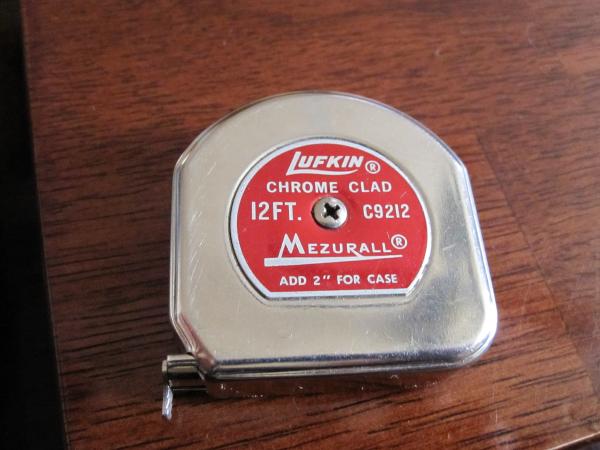 LUFKIN®
CHROME CLAD
12FT. C9212
MEZURALL®
ADD 2" FOR CASE